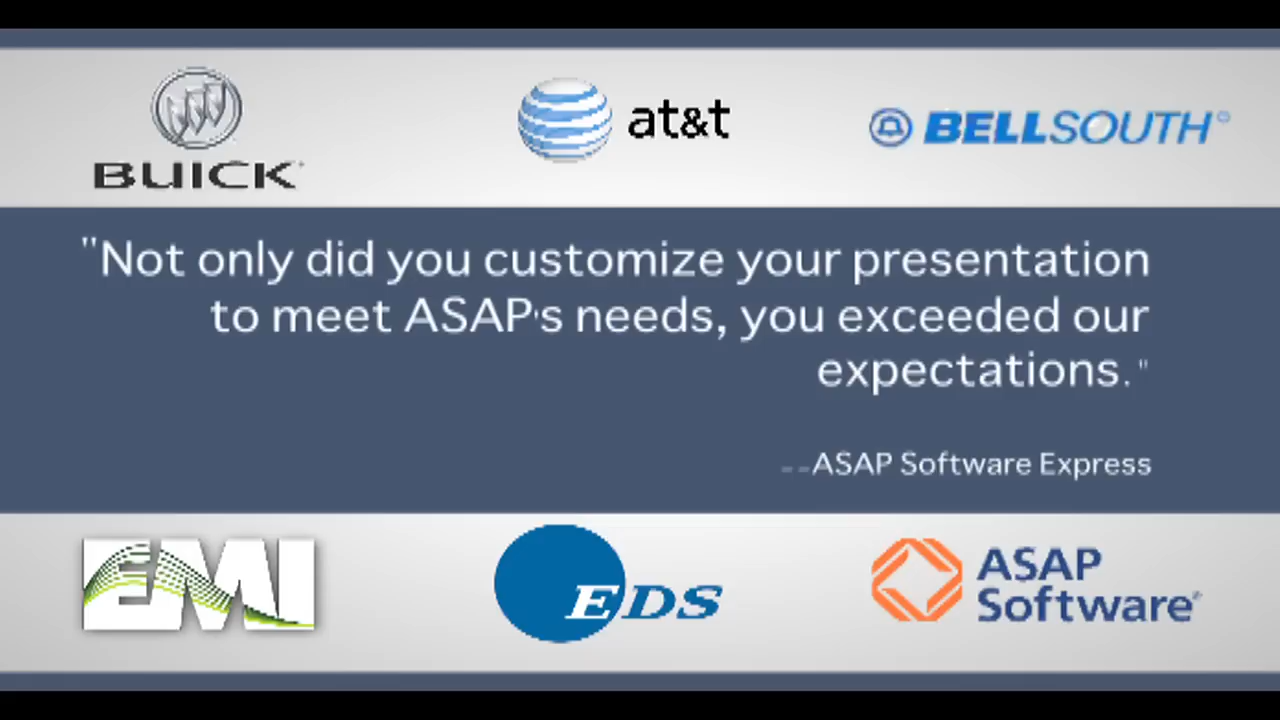 BUICK
at&t
BELLSOUTH
"Not only did you customize your presentation
to meet ASAP's needs, you exceeded our
expectations."
--ASAP Software Express
EMI
EDS
ASAP
Software